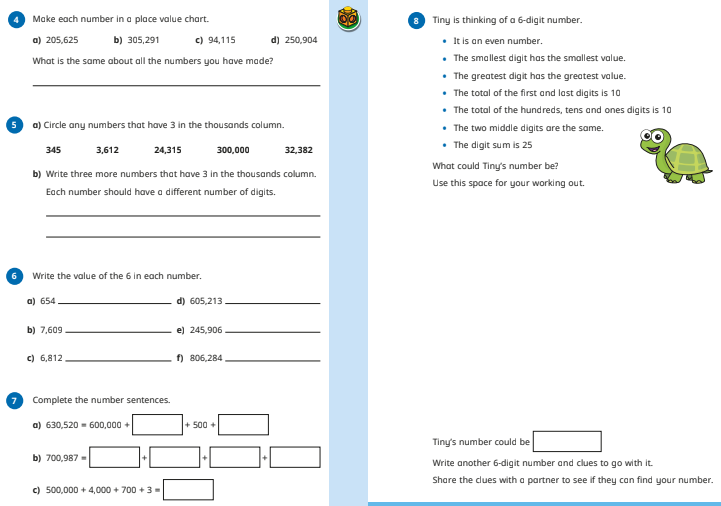 4 Make each number in a place value chart.
a) 205,625 b) 305,291 c) 94,115 d) 250,904
What is the same about all the numbers you have made?
5 a) Circle any numbers that have 3 in the thousands column.
345 3,612 24,315 300,000 32,382
b) Write three more numbers that have 3 in the thousands column.
Each number should have a different number of digits.
6 Write the value of the 6 in each number.
a) 654 d) 605,213
b) 7,609 e) 245,906
c) 6,812 f) 806,284
7 Complete the number sentences.
a) 630,520 = 600,000 + + 500 +
b) 700,987 = + + +
c) 500,000 + 4,000 + 700 + 3 =
8 Tiny is thinking of a 6-digit number.
• It is an even number.
• The smallest digit has the smallest value.
• The greatest digit has the greatest value.
• The total of the first and last digits is 10
• The total of the hundreds, tens and ones digits is 10
• The two middle digits are the same.
• The digit sum is 25
What could Tiny's number be?
Use this space for your working out.
Tiny's number could be
Write another 6-digit number and clues to go with it.
Share the clues with a partner to see if they can find your number.